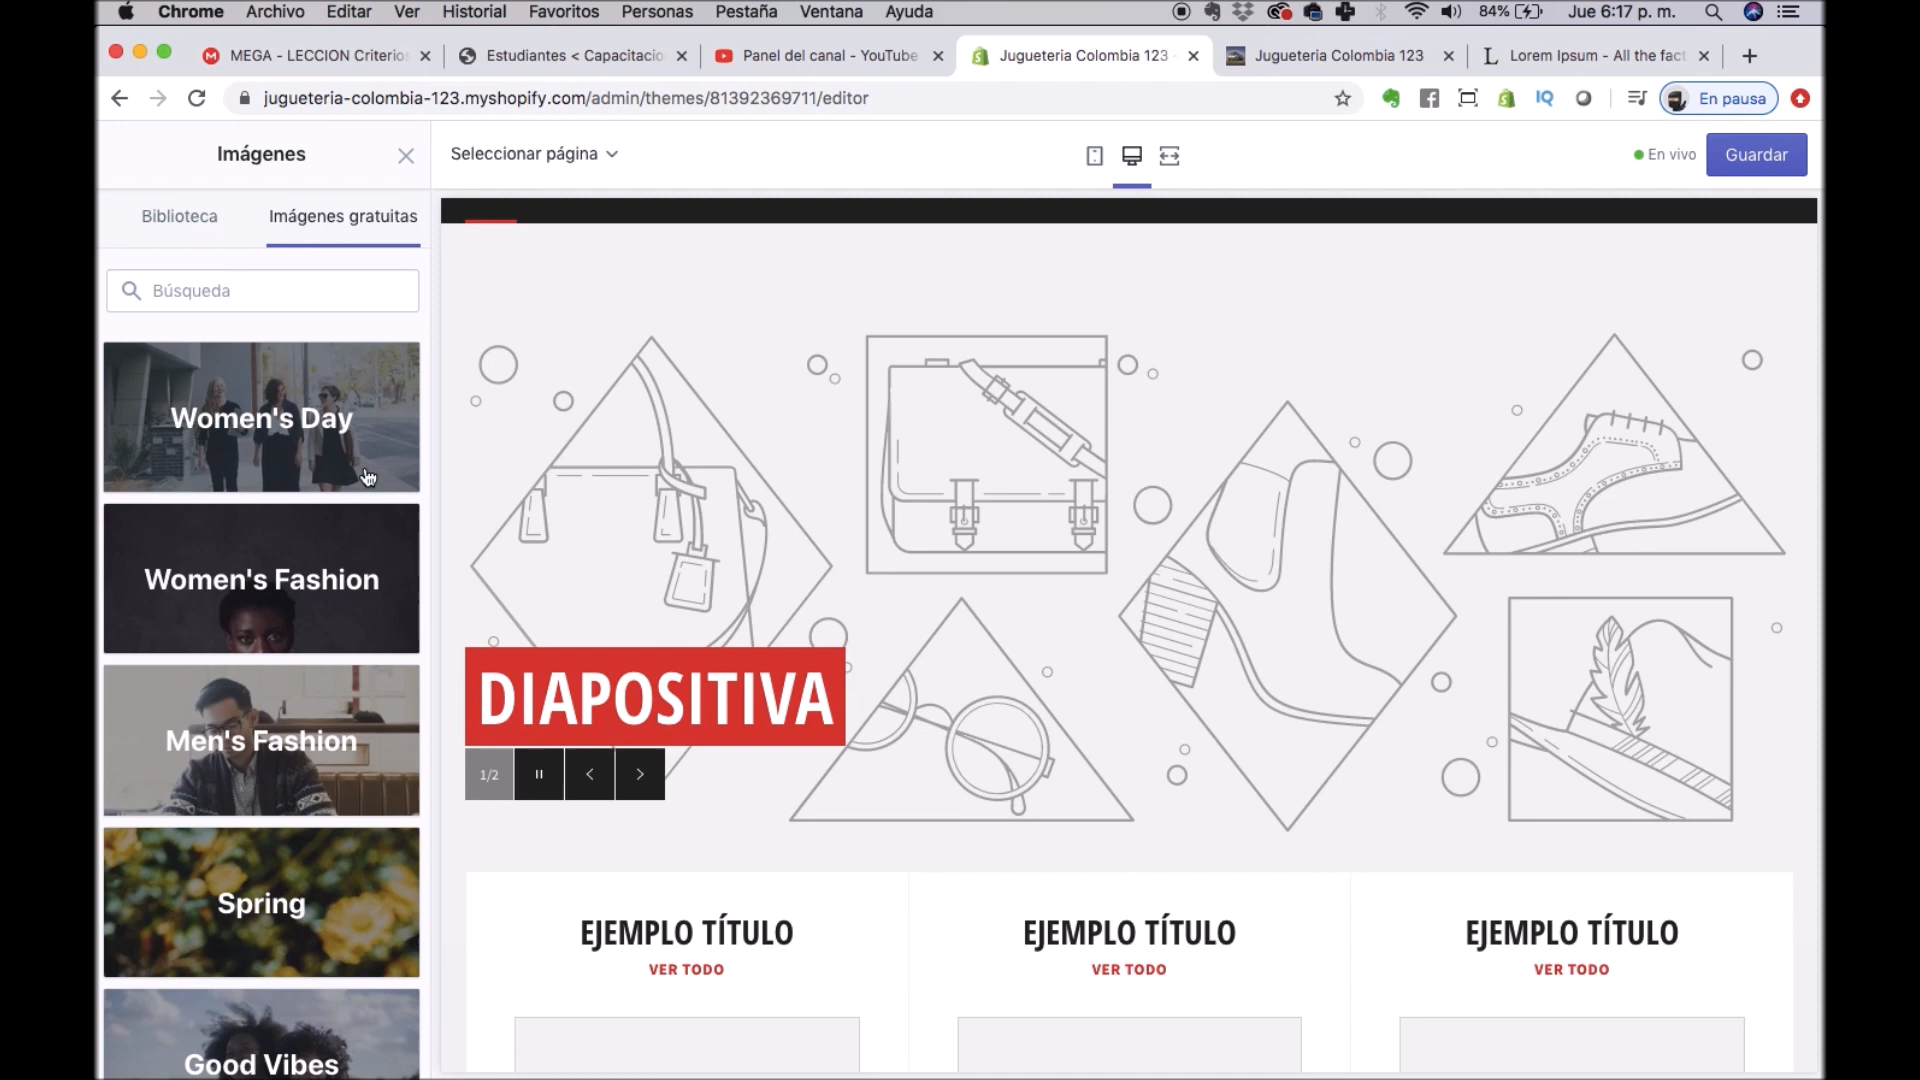 Chrome Archivo Editar Ver Historial Favoritos Personas Pestaña Ventana Ayuda 84% Jue 6:17 p. m.
MEGA - LECCION Criterios Estudiantes < Capacitacio Panel del canal - YouTube Jugueteria Colombia 123 Jugueteria Colombia 123 Lorem Ipsum - All the fact
jugueteria-colombia-123.myshopify.com/admin/themes/81392369711/editor IQ En pausa
Imágenes Seleccionar página En vivo Guardar
Biblioteca Imágenes gratuitas
Búsqueda
Women's Day
Women's Fashion
Men's Fashion
Spring
Good Vibes
DIAPOSITIVA
1/2
EJEMPLO TÍTULO EJEMPLO TÍTULO EJEMPLO TÍTULO
VER TODO VER TODO VER TODO